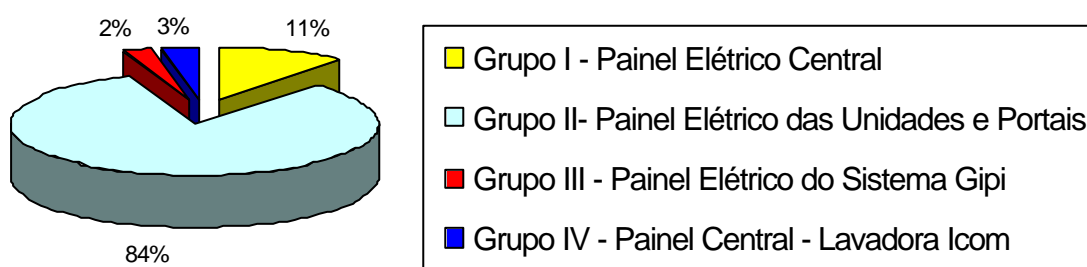 2%
3%
11%
84%
Grupo I - Painel Elétrico Central
Grupo II- Painel Elétrico das Unidades e Portais
Grupo III - Painel Elétrico do Sistema Gipi
Grupo IV - Painel Central - Lavadora Icom